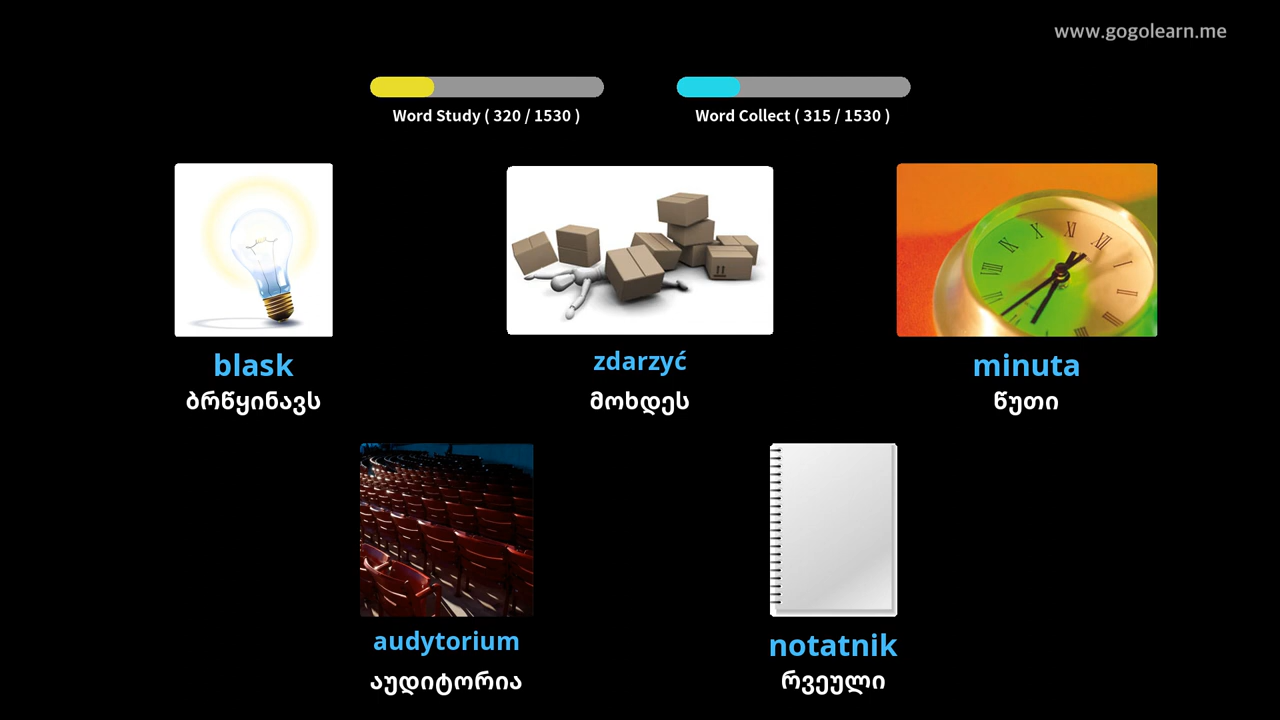 www.gogolearn.me
Word Study ( 320 / 1530 )
Word Collect ( 315 / 1530 )
blask
ბრწყინავს
zdarzyć
მოხდეს
minuta
წუთი
audytorium
აუდიტორია
notatnik
რვეული